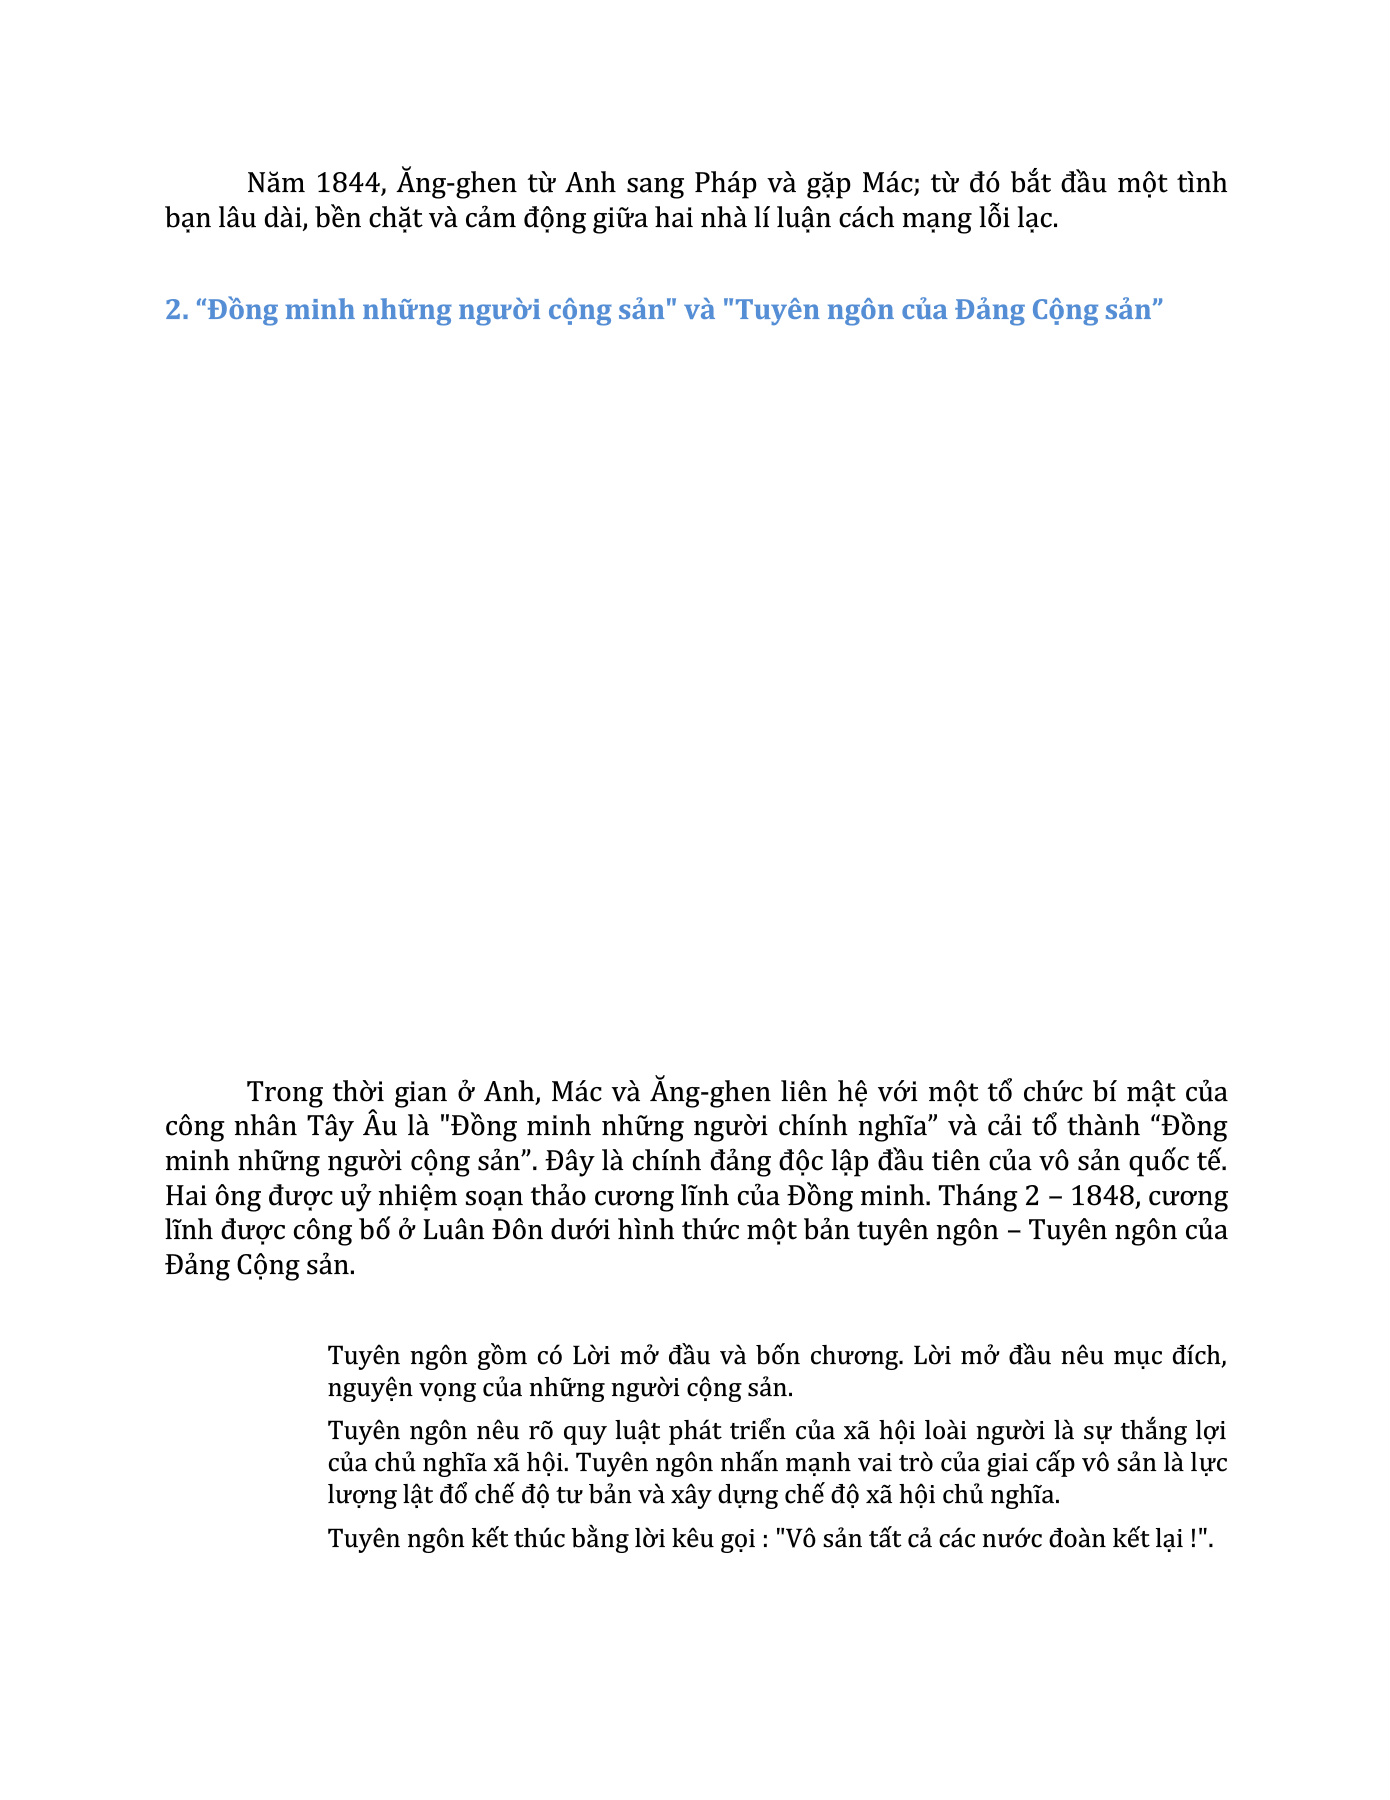 Năm 1844, Ăng-ghen từ Anh sang Pháp và gặp Mác; từ đó bắt đầu một tình
bạn lâu dài, bền chặt và cảm động giữa hai nhà lí luận cách mạng lỗi lạc.
2. “Đồng minh những người cộng sản" và "Tuyên ngôn của Đảng Cộng sản”
Trong thời gian ở Anh, Mác và Ăng-ghen liên hệ với một tổ chức bí mật của
công nhân Tây Âu là "Đồng minh những người chính nghĩa” và cải tổ thành “Đồng
minh những người cộng sản”. Đây là chính đảng độc lập đầu tiên của vô sản quốc tế.
Hai ông được uỷ nhiệm soạn thảo cương lĩnh của Đồng minh. Tháng 2 – 1848, cương
lĩnh được công bố ở Luân Đôn dưới hình thức một bản tuyên ngôn – Tuyên ngôn của
Đảng Cộng sản.
Tuyên ngôn gồm có Lời mở đầu và bốn chương. Lời mở đầu nêu mục đích,
nguyện vọng của những người cộng sản.
Tuyên ngôn nêu rõ quy luật phát triển của xã hội loài người là sự thắng lợi
của chủ nghĩa xã hội. Tuyên ngôn nhấn mạnh vai trò của giai cấp vô sản là lực
lượng lật đổ chế độ tư bản và xây dựng chế độ xã hội chủ nghĩa.
Tuyên ngôn kết thúc bằng lời kêu gọi : "Vô sản tất cả các nước đoàn kết lại !".